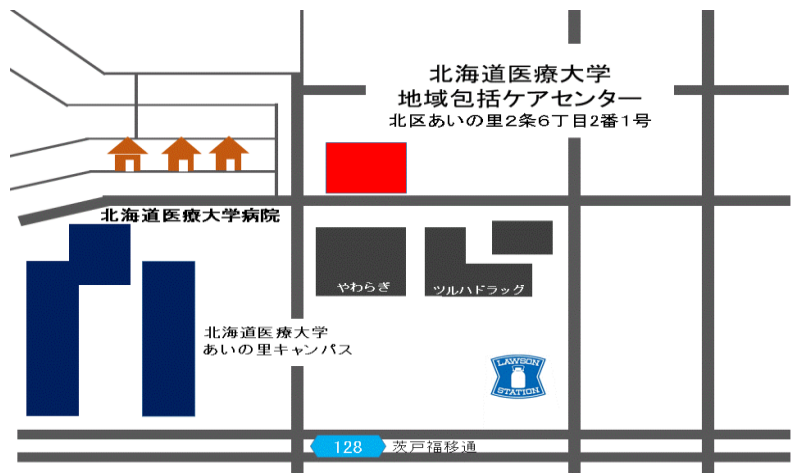 北海道医療大学
地域包括ケアセンター
北区あいの里2条6丁目2番1号
北海道医療大学病院
やわらぎ
ツルハドラッグ
北海道医療大学
あいの里キャンパス
LAWSON
STATION
128 茨戸福移通